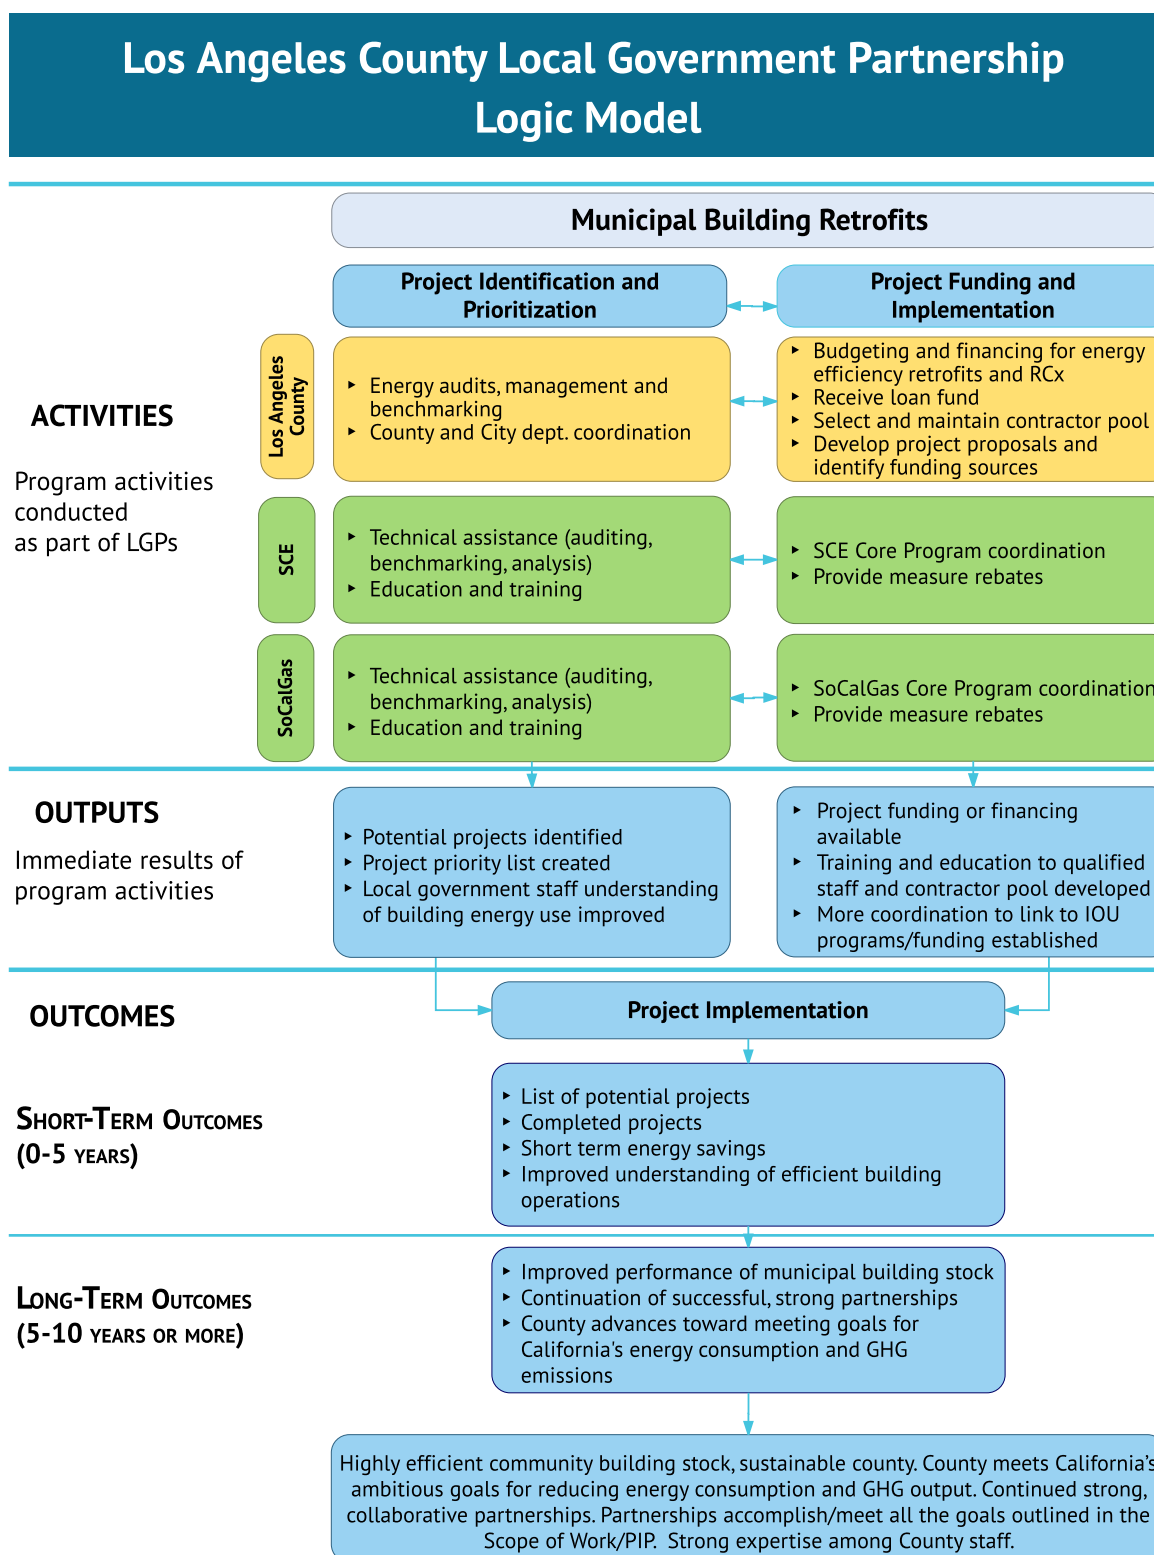 Los Angeles County Local Government Partnership
Logic Model
Municipal Building Retrofits
Project Identification and
Prioritization
Project Funding and
Implementation
ACTIVITIES
Program activities
conducted
as part of LGPs
Los Angeles
County
‣ Energy audits, management and
benchmarking
‣ County and City dept. coordination
‣ Budgeting and financing for energy
efficiency retrofits and RCx
‣ Receive loan fund
‣ Select and maintain contractor pool
‣ Develop project proposals and
identify funding sources
SCE
‣ Technical assistance (auditing,
benchmarking, analysis)
‣ Education and training
‣ SCE Core Program coordination
‣ Provide measure rebates
SoCalGas
‣ Technical assistance (auditing,
benchmarking, analysis)
‣ Education and training
‣ SoCalGas Core Program coordination
‣ Provide measure rebates
OUTPUTS
Immediate results of
program activities
‣ Potential projects identified
‣ Project priority list created
‣ Local government staff understanding
of building energy use improved
‣ Project funding or financing
available
‣ Training and education to qualified
staff and contractor pool developed
‣ More coordination to link to IOU
programs/funding established
OUTCOMES
Project Implementation
SHORT-TERM OUTCOMES
(0-5 YEARS)
‣ List of potential projects
‣ Completed projects
‣ Short term energy savings
‣ Improved understanding of efficient building
operations
LONG-TERM OUTCOMES
(5-10 YEARS OR MORE)
‣ Improved performance of municipal building stock
‣ Continuation of successful, strong partnerships
‣ County advances toward meeting goals for
California's energy consumption and GHG
emissions
Highly efficient community building stock, sustainable county. County meets California’s
ambitious goals for reducing energy consumption and GHG output. Continued strong,
collaborative partnerships. Partnerships accomplish/meet all the goals outlined in the
Scope of Work/PIP. Strong expertise among County staff.